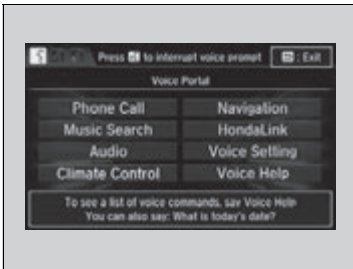 Press to interrupt voice prompt : Exit
Voice Portal
Phone Call Navigation
Music Search HondaLink
Audio Voice Setting
Climate Control Voice Help
To see a list of voice commands, say Voice Help
You can also say: What is today's date?